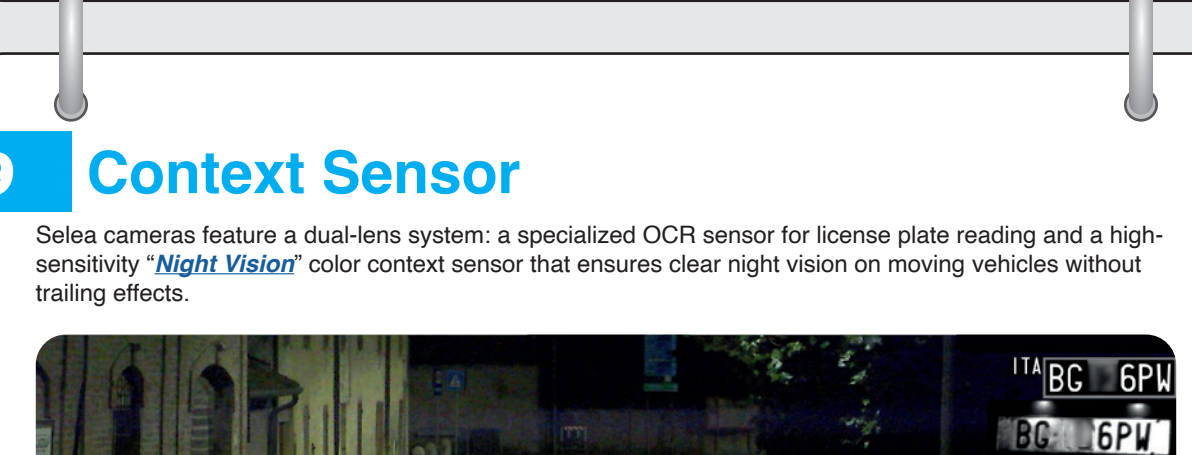 9 Context Sensor
Selea cameras feature a dual-lens system: a specialized OCR sensor for license plate reading and a high-
sensitivity “Night Vision” color context sensor that ensures clear night vision on moving vehicles without
trailing effects.
ITA BG 6PW
BG 6PW